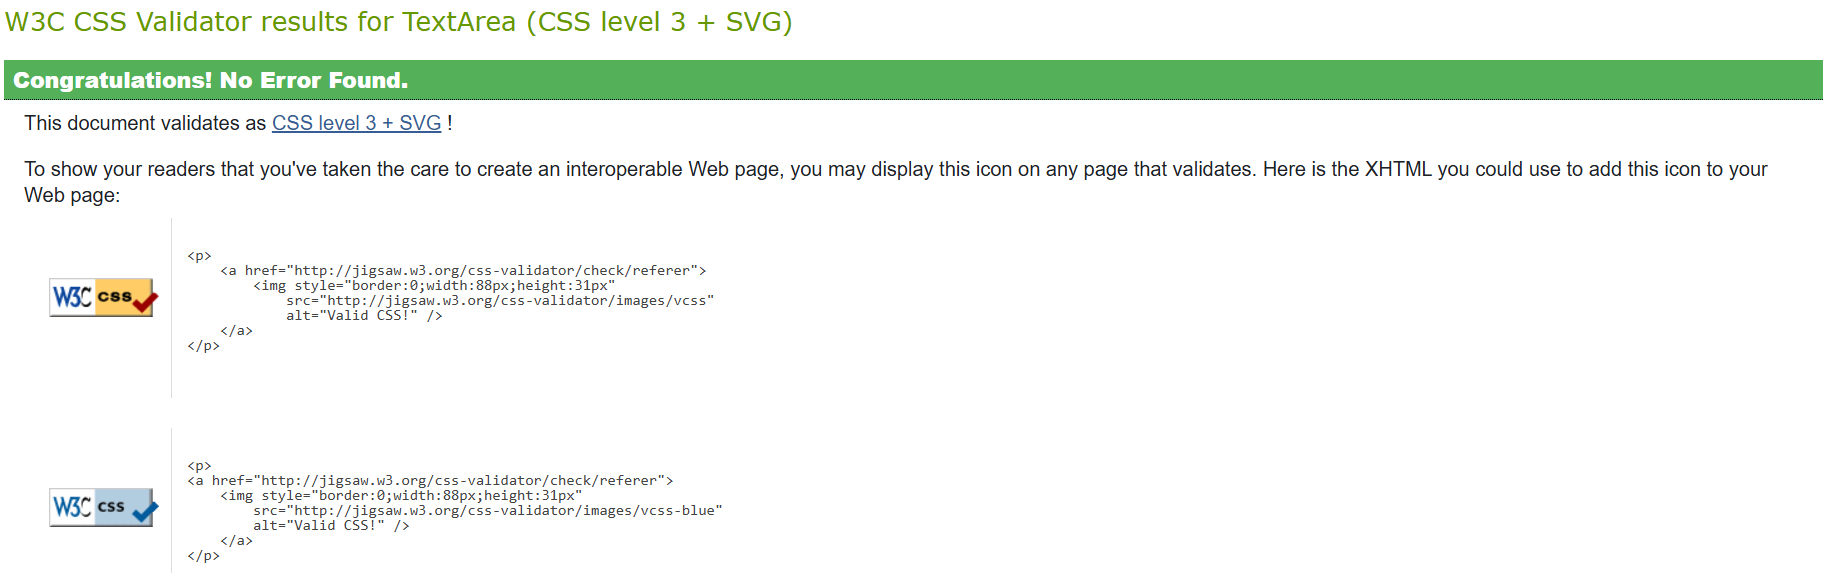 W3C CSS Validator results for TextArea (CSS level 3 + SVG)
Congratulations! No Error Found.
This document validates as CSS level 3 + SVG !
To show your readers that you've taken the care to create an interoperable Web page, you may display this icon on any page that validates. Here is the XHTML you could use to add this icon to your
Web page:
W3C css
<p>
    <a href="http://jigsaw.w3.org/css-validator/check/referer">
        <img style="border:0;width:88px;height:31px"
            src="http://jigsaw.w3.org/css-validator/images/vcss"
            alt="Valid CSS!" />
    </a>
</p>
W3C css
<p>
<a href="http://jigsaw.w3.org/css-validator/check/referer">
    <img style="border:0;width:88px;height:31px"
        src="http://jigsaw.w3.org/css-validator/images/vcss-blue"
        alt="Valid CSS!" />
    </a>
</p>